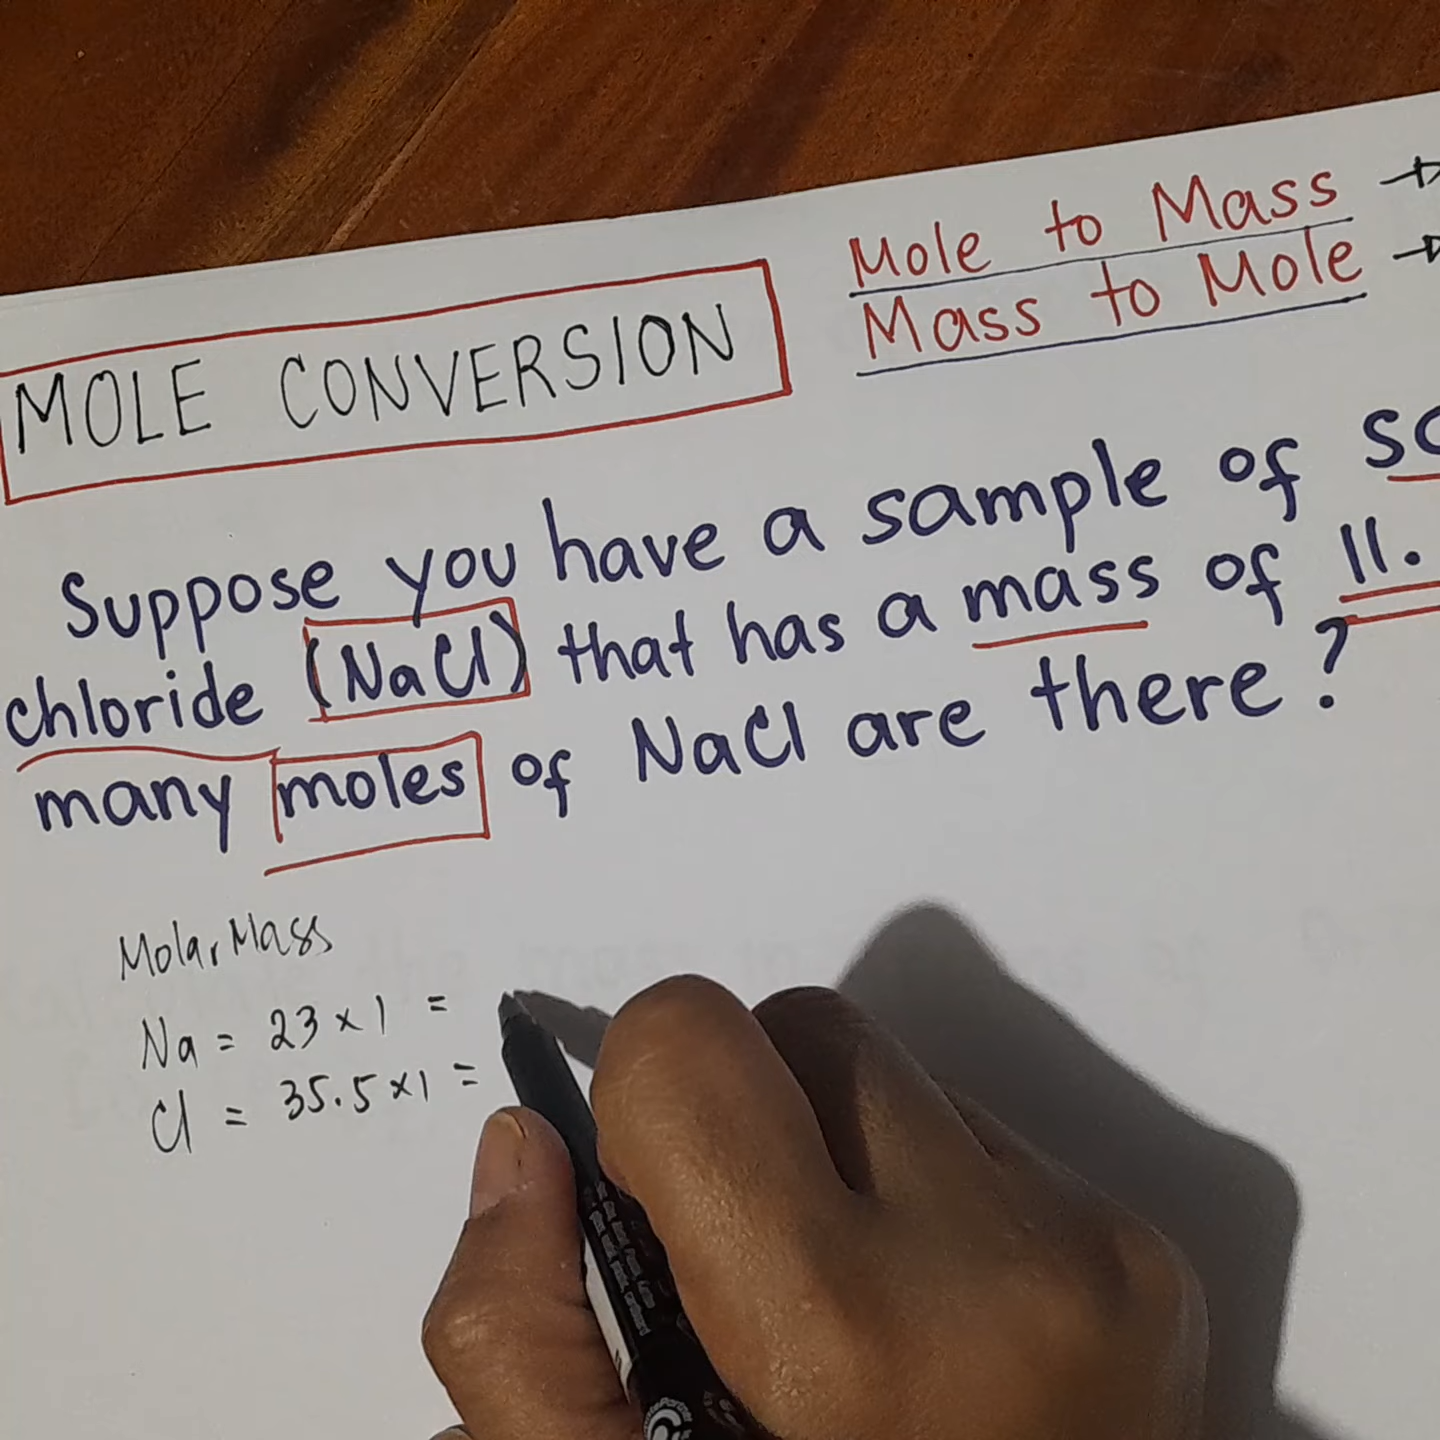 Mole to Mass
Mass to Mole
MOLE CONVERSION
Suppose you have a sample of
chloride (NaCl) that has a mass of 11.
many moles of NaCl are there?
Molar Mass
Na = 23 x 1 =
Cl = 35.5 x 1 =